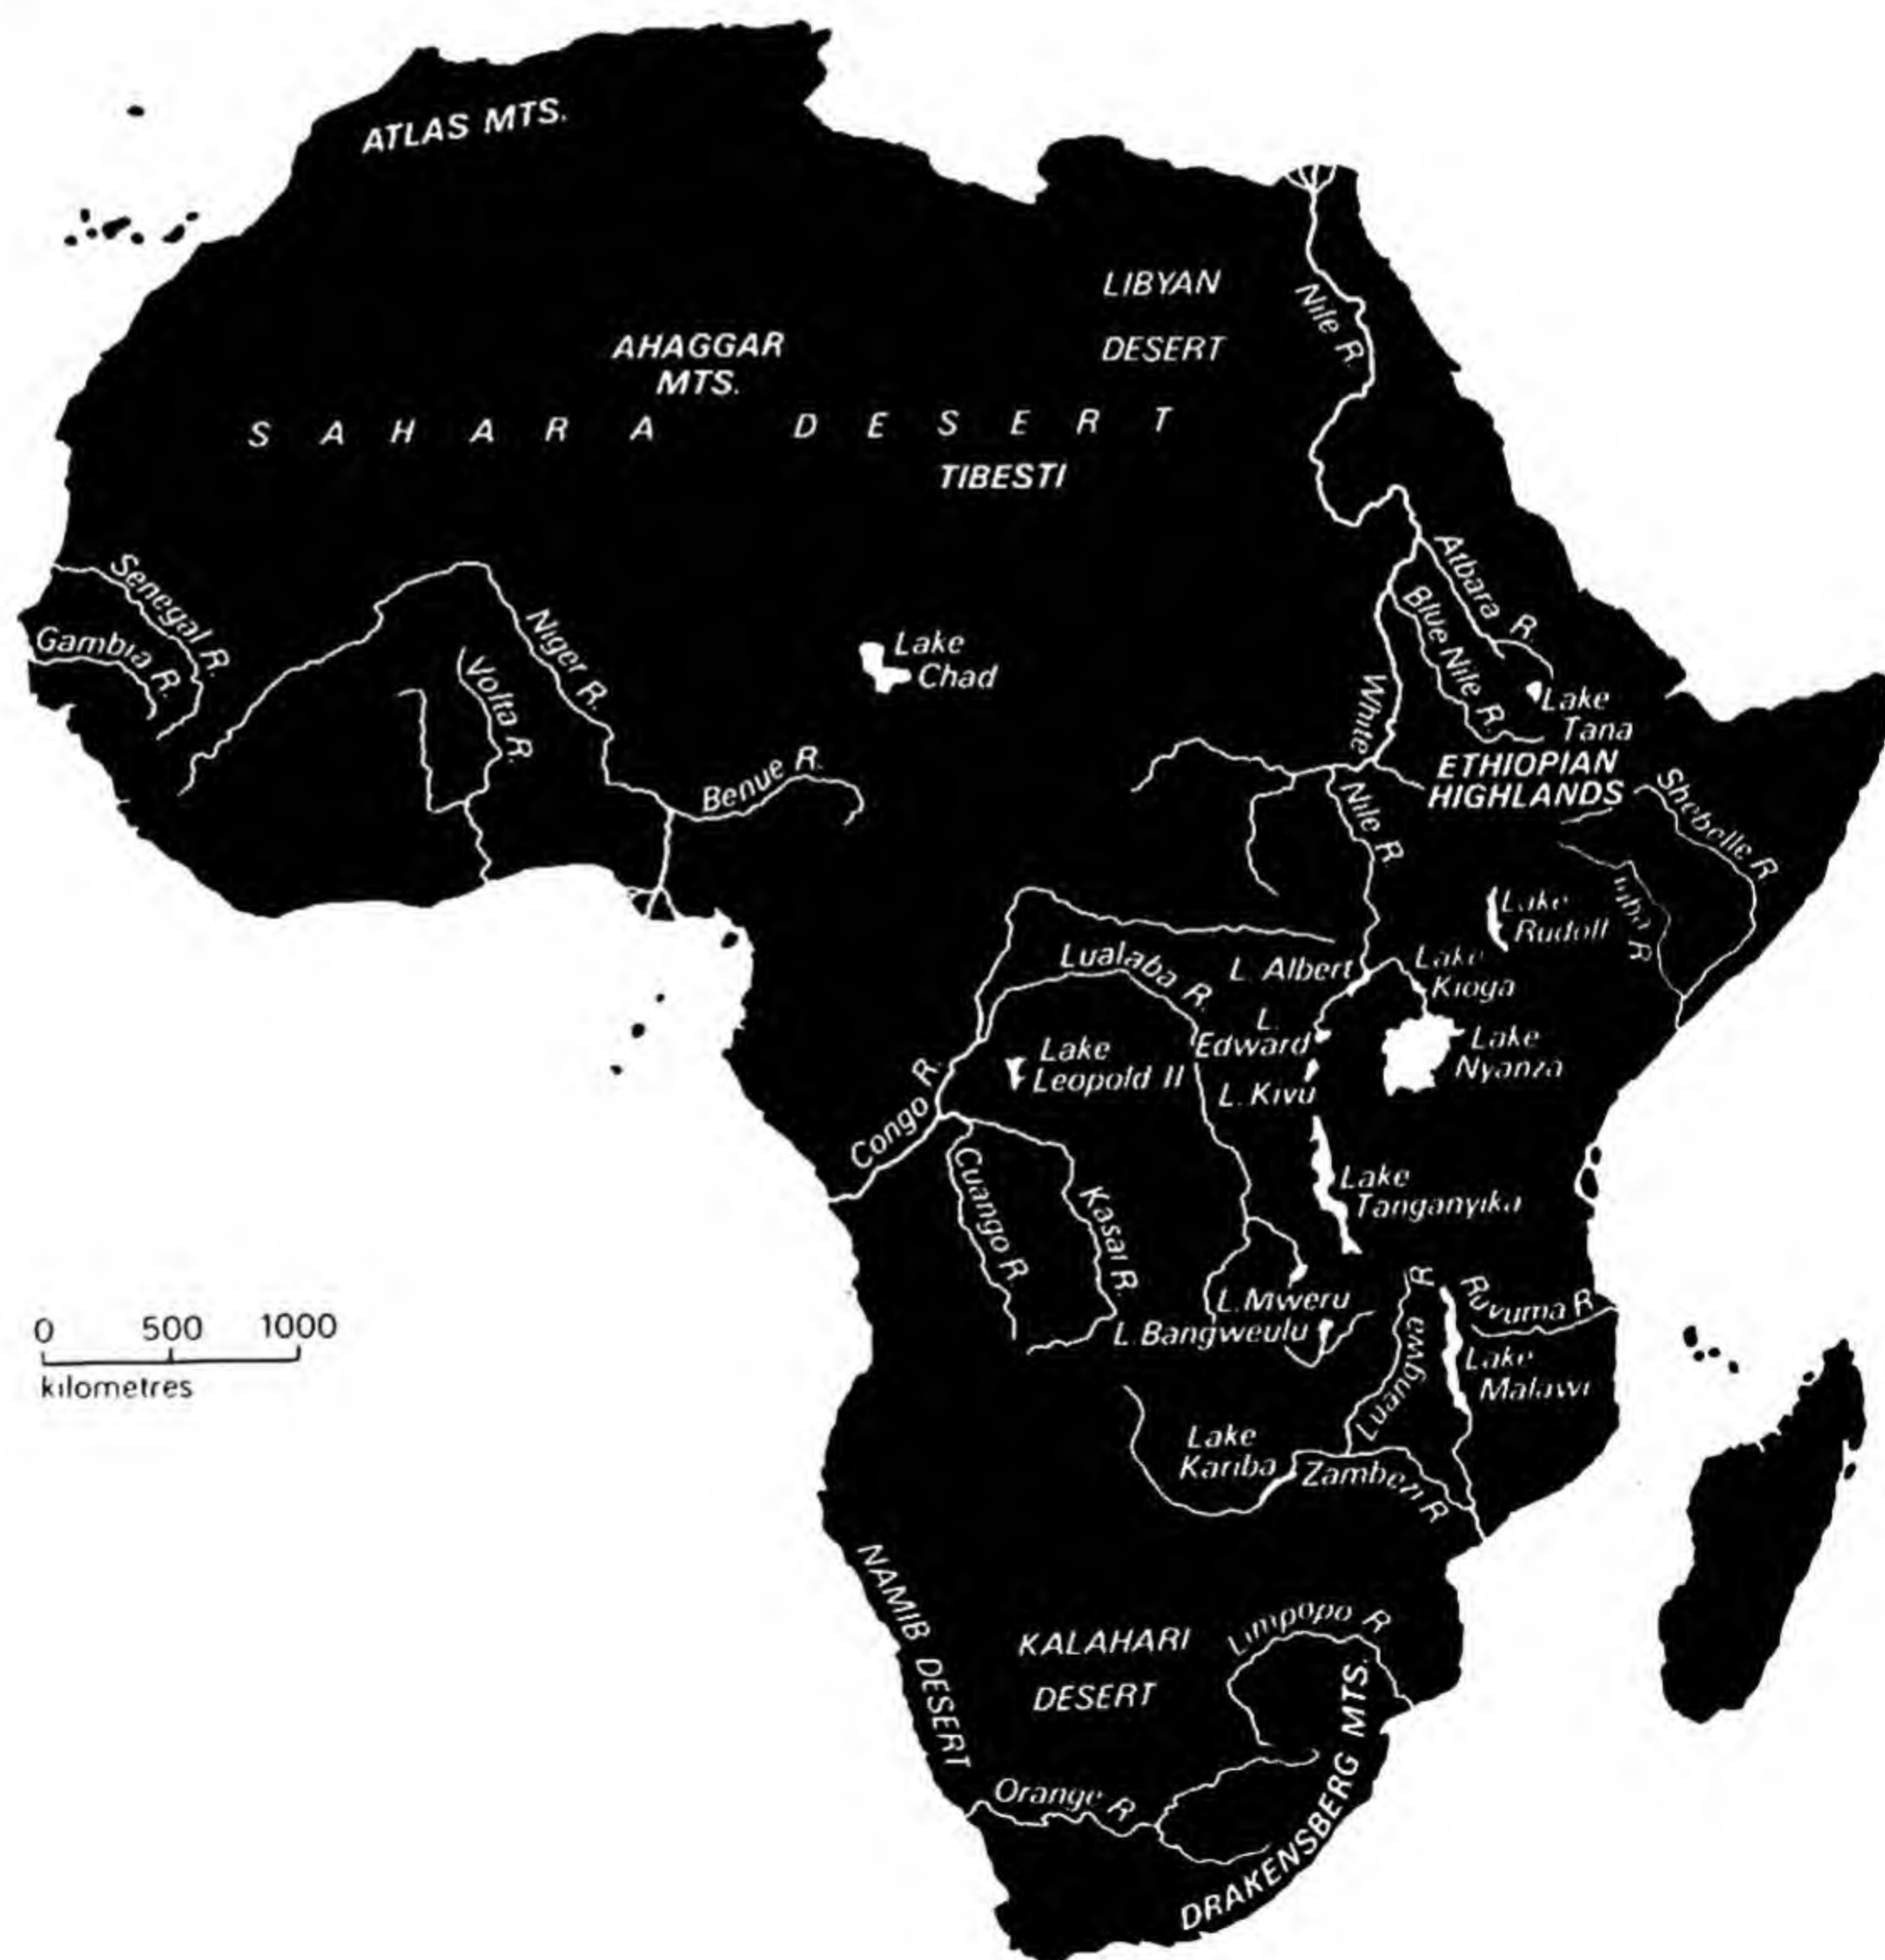 ATLAS MTS.
LIBYAN
DESERT
Nile R.
AHAGGAR
MTS.
SAHARA DESERT
TIBESTI
Senegal R.
Gambia R.
Niger R.
Volta R.
Benue R.
Lake
Chad
Atbara R.
Blue Nile R.
White
Nile R.
Lake
Tana
ETHIOPIAN
HIGHLANDS
Shebelle R
Juba R
Lake
Rudolf
Lualaba R.
L. Albert
Lake
Kioga
L.
Edward
Lake
Nyanza
L. Kivu
Lake
Leopold II
Congo R.
Cuango R.
Kasai R.
Lake
Tanganyika
L. Mweru
L. Bangweulu
Luangwa R
Ruvuma R
Lake
Malawi
Lake
Kariba
Zambezi R
0 500 1000
kilometres
NAMIB DESERT
KALAHARI
DESERT
Limpopo R
Orange R
DRAKENSBERG MTS.